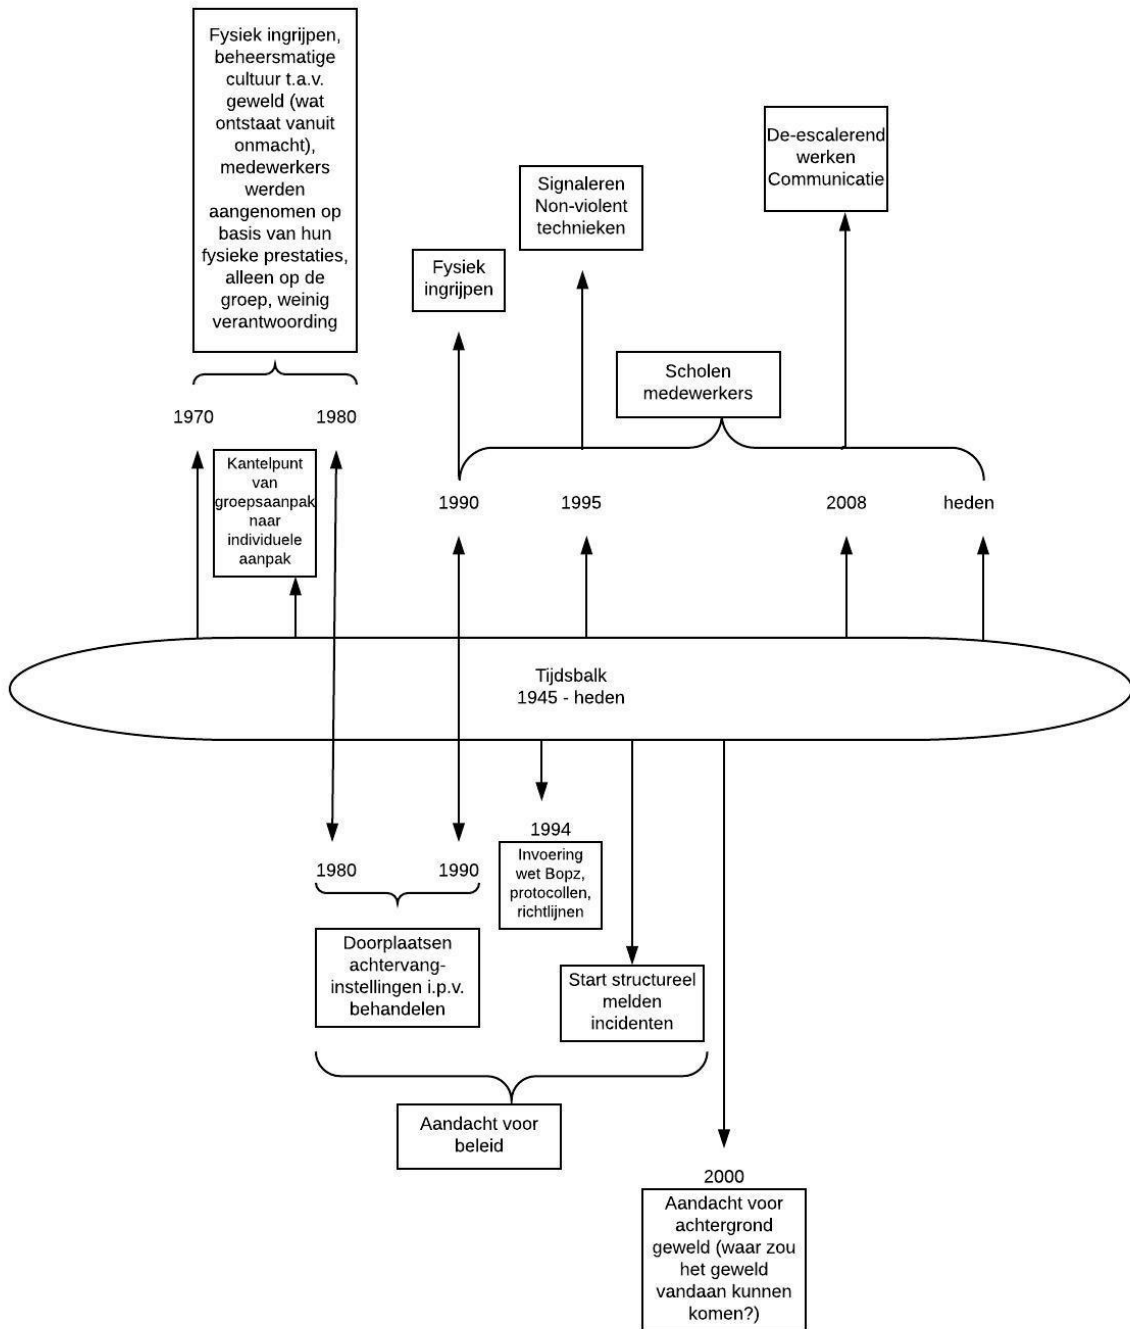 Fysiek ingrijpen,
beheersmatige
cultuur t.a.v.
geweld (wat
ontstaat vanuit
onmacht),
medewerkers
werden
aangenomen op
basis van hun
fysieke prestaties,
alleen op de
groep, weinig
verantwoording
De-escalerend
werken
Communicatie
Signaleren
Non-violent
technieken
Fysiek
ingrijpen
Scholen
medewerkers
1970
1980
Kantelpunt
van
groepsaanpak
naar
individuele
aanpak
1990
1995
2008
heden
Tijdsbalk
1945 - heden
1980
1990
1994
Invoering
wet Bopz,
protocollen,
richtlijnen
Doorplaatsen
achtervang-
instellingen i.p.v.
behandelen
Start structureel
melden
incidenten
Aandacht voor
beleid
2000
Aandacht voor
achtergrond
geweld (waar zou
het geweld
vandaan kunnen
komen?)